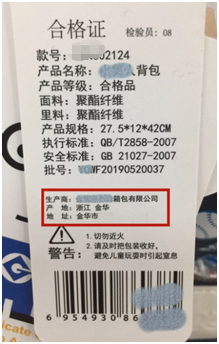 合格证 检验员：08
款号： 02124
产品名称： 背包
产品等级：合格品
面料：聚酯纤维
里料：聚酯纤维
产品规格：27.5*12*42CM
执行标准：QB/T2858-2007
安全标准：GB 21027-2007
批号： 20190520037
生产商： 箱包有限公司
产 地：浙江 金华
地 址：金华市
警告：
1.切勿近火
2.请及时把包装收好，
避免儿童玩耍时引起窒息
6 954930 86